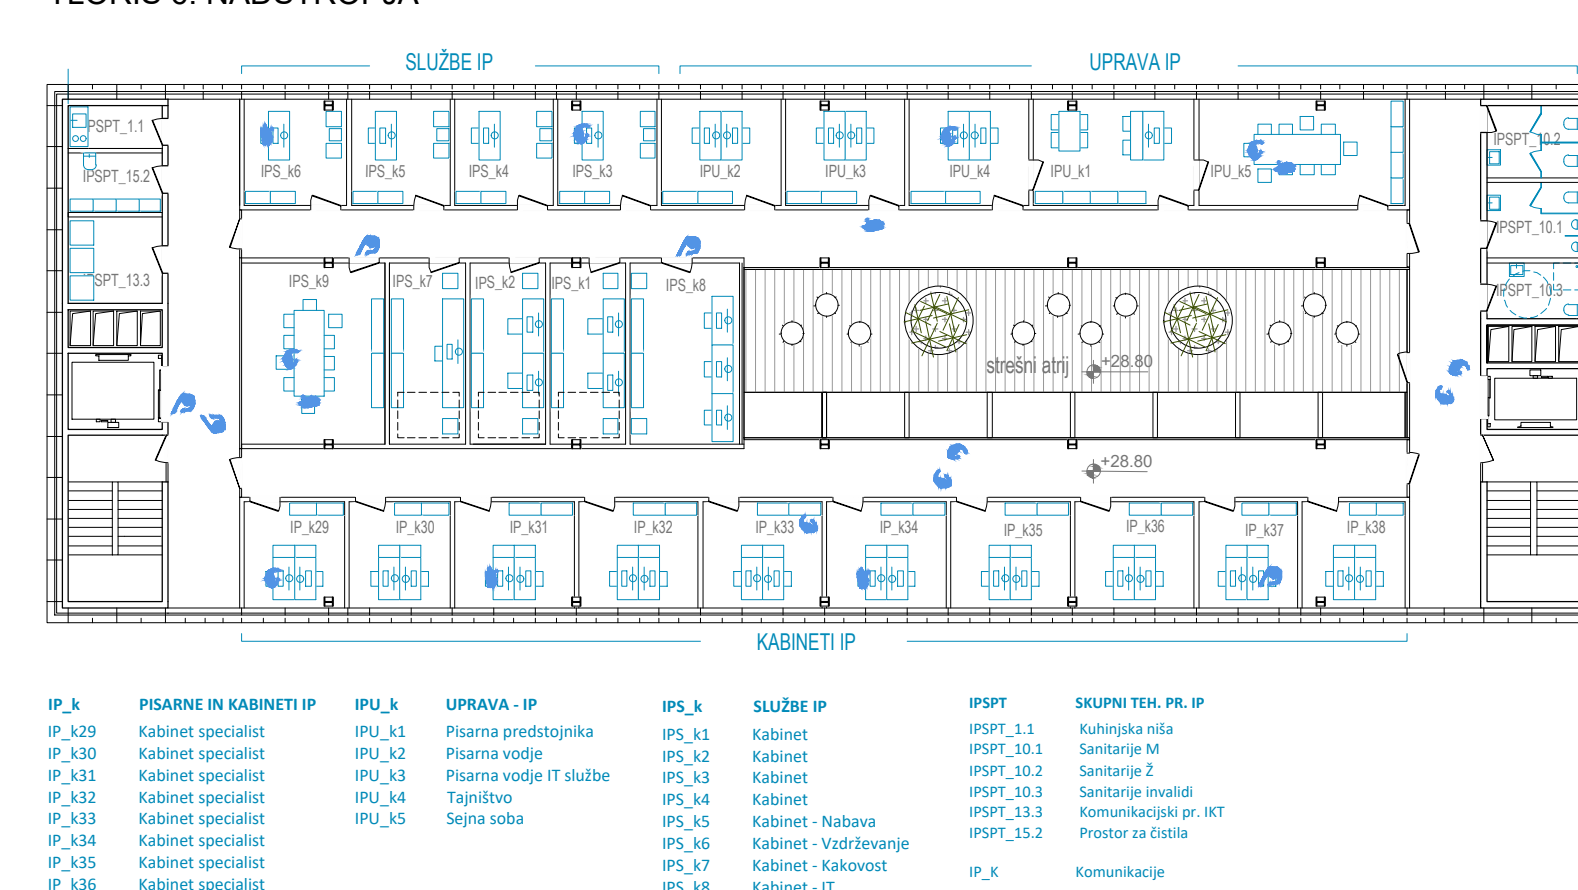 SLUŽBE IP
UPRAVA IP
PSPT_1.1
IPSPT_15.2
SPT_13.3
IPS_k6
IPS_k5
IPS_k4
IPS_k3
IPU_k2
IPU_k3
IPU_k4
IPU_k1
IPU_k5
IPSPT_10.2
IPSPT_10.1
IPSPT_10.3
IPS_k9
IPS_k7
IPS_k2
IPS_k1
IPS_k8
strešni atrij
+28.80
+28.80
IP_k29
IP_k30
IP_k31
IP_k32
IP_k33
IP_k34
IP_k35
IP_k36
IP_k37
IP_k38
KABINETI IP
IP_k PISARNE IN KABINETI IP
IP_k29 Kabinet specialist
IP_k30 Kabinet specialist
IP_k31 Kabinet specialist
IP_k32 Kabinet specialist
IP_k33 Kabinet specialist
IP_k34 Kabinet specialist
IP_k35 Kabinet specialist
IP_k36 Kabinet specialist
IPU_k UPRAVA - IP
IPU_k1 Pisarna predstojnika
IPU_k2 Pisarna vodje
IPU_k3 Pisarna vodje IT službe
IPU_k4 Tajništvo
IPU_k5 Sejna soba
IPS_k SLUŽBE IP
IPS_k1 Kabinet
IPS_k2 Kabinet
IPS_k3 Kabinet
IPS_k4 Kabinet
IPS_k5 Kabinet - Nabava
IPS_k6 Kabinet - Vzdrževanje
IPS_k7 Kabinet - Kakovost
IPS_k8 Kabinet - IT
IPSPT SKUPNI TEH. PR. IP
IPSPT_1.1 Kuhinjska niša
IPSPT_10.1 Sanitarije M
IPSPT_10.2 Sanitarije Ž
IPSPT_10.3 Sanitarije invalidi
IPSPT_13.3 Komunikacijski pr. IKT
IPSPT_15.2 Prostor za čistila
IP_K Komunikacije